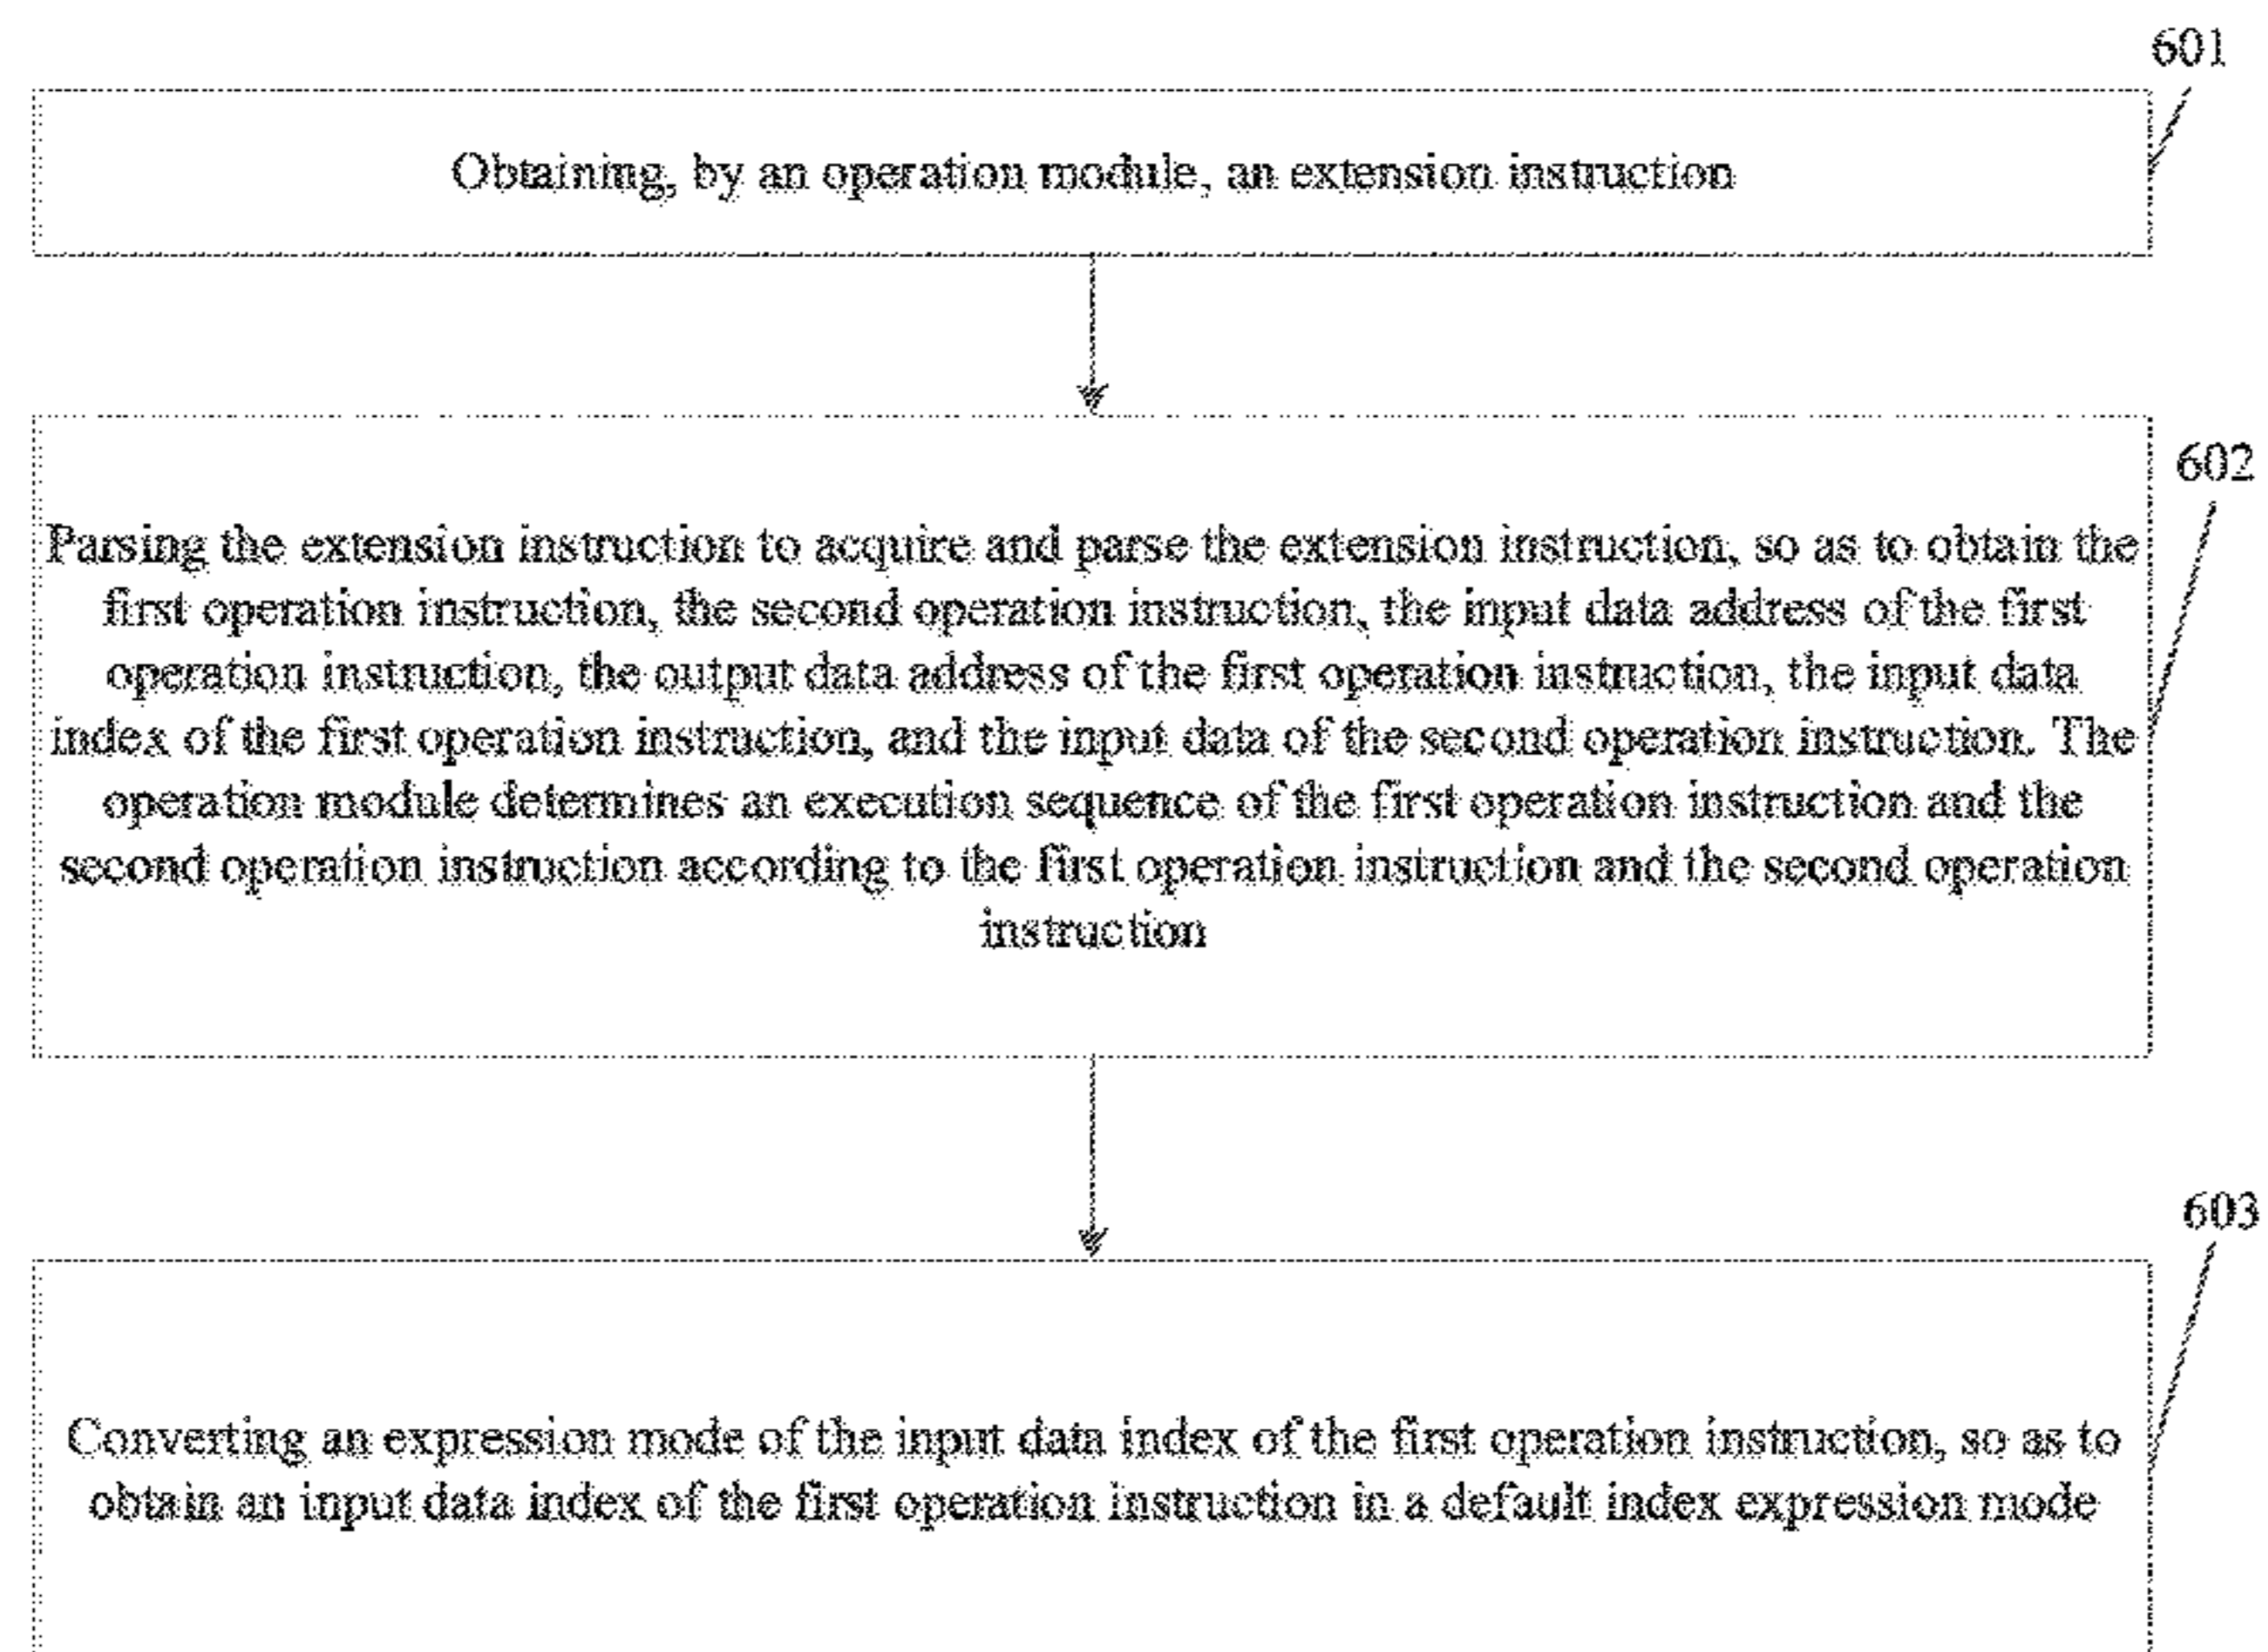 601
Obtaining, by an operation module, an extension instruction
602
Parsing the extension instruction to acquire and parse the extension instruction, so as to obtain the
first operation instruction, the second operation instruction, the input data address of the first
operation instruction, the output data address of the first operation instruction, the input data
index of the first operation instruction, and the input data of the second operation instruction. The
operation module determines an execution sequence of the first operation instruction and the
second operation instruction according to the first operation instruction and the second operation
instruction
603
Converting an expression mode of the input data index of the first operation instruction, so as to
obtain an input data index of the first operation instruction in a default index expression mode